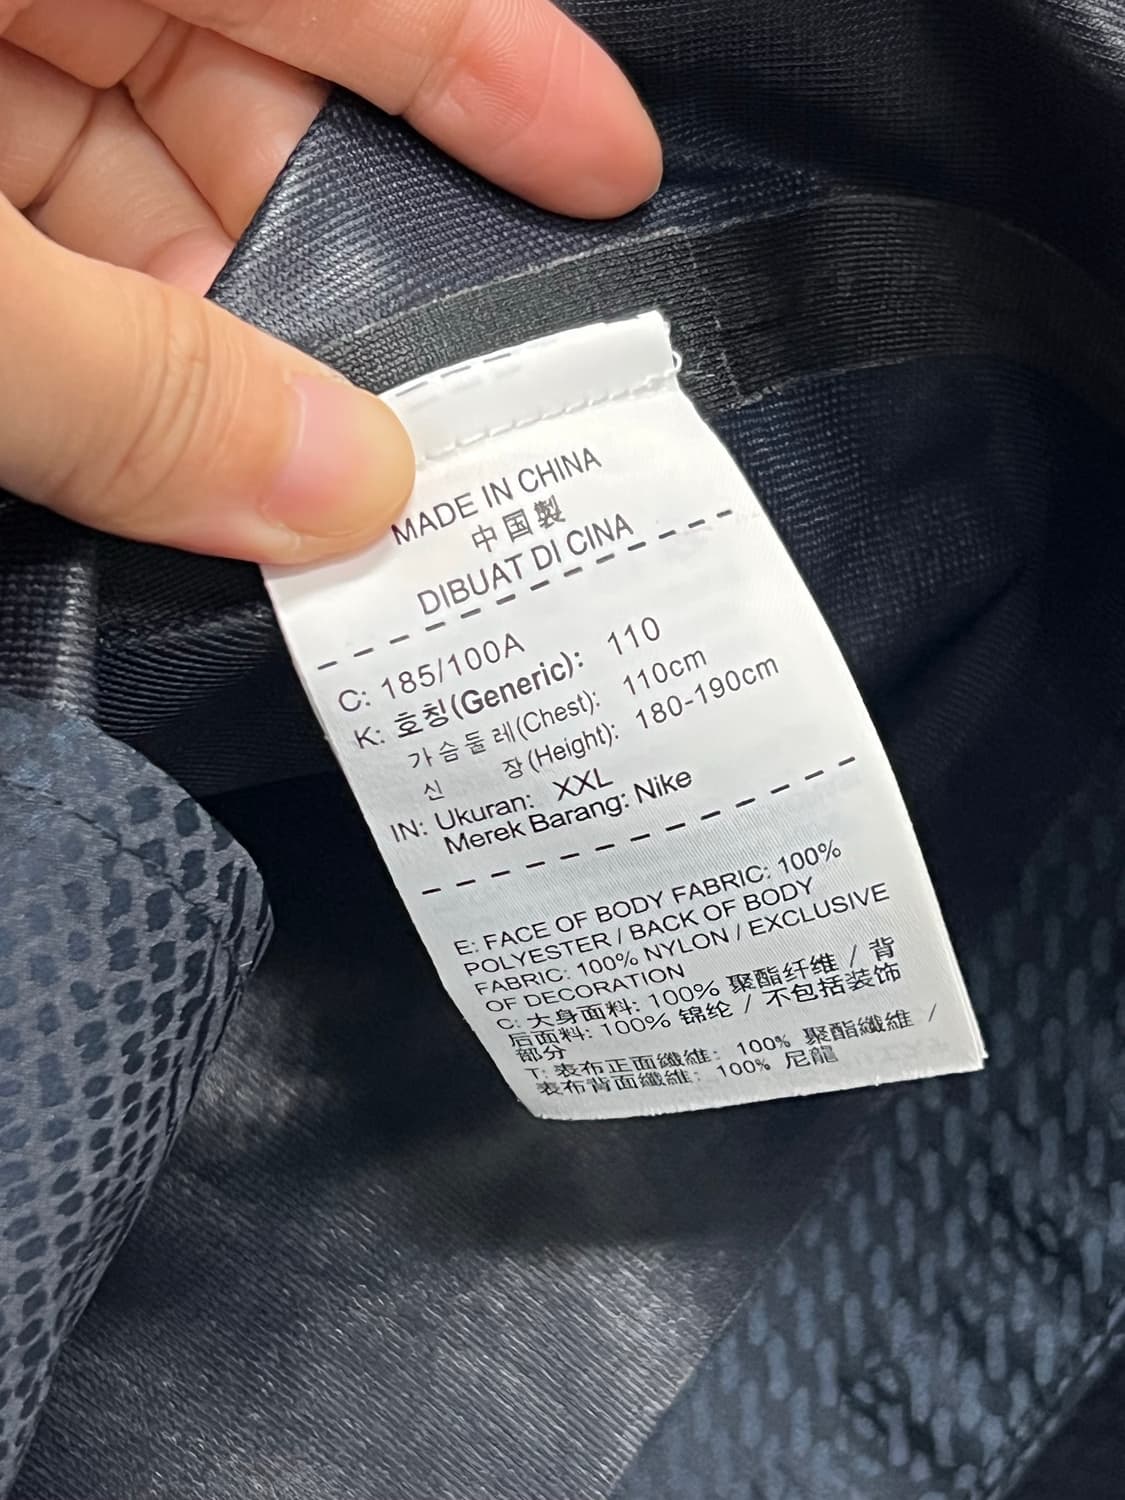 MADE IN CHINA
中国製
DIBUAT DI CINA
C: 185/100A
K: 호칭(Generic): 110
가슴둘레(Chest): 110cm
신 장(Height): 180-190cm
IN: Ukuran: XXL
Merek Barang: Nike
E: FACE OF BODY FABRIC: 100%
POLYESTER / BACK OF BODY
FABRIC: 100% NYLON / EXCLUSIVE
OF DECORATION
C: 大身面料: 100% 聚酯纤维 / 背
后面料: 100% 锦纶 / 不包括装饰
部分
T: 表布正面纖維: 100% 聚酯纖維 /
表布背面纖維: 100% 尼龍